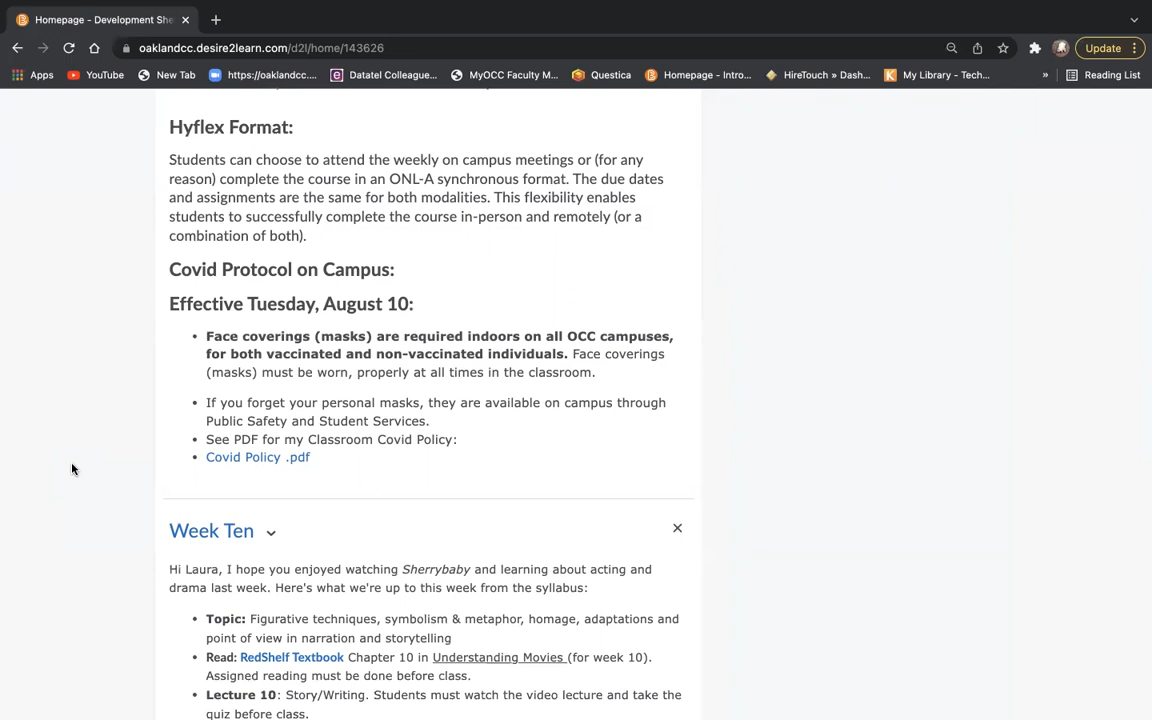 Homepage - Development She
oaklandcc.desire2learn.com/d2l/home/143626
Update
Apps
YouTube
New Tab
https://oaklandcc....
Datatel Colleague...
MyOCC Faculty M...
Questica
Homepage - Intro...
HireTouch » Dash...
My Library - Tech...
»
Reading List
Hyflex Format:
Students can choose to attend the weekly on campus meetings or (for any
reason) complete the course in an ONL-A synchronous format. The due dates
and assignments are the same for both modalities. This flexibility enables
students to successfully complete the course in-person and remotely (or a
combination of both).
Covid Protocol on Campus:
Effective Tuesday, August 10:
• Face coverings (masks) are required indoors on all OCC campuses,
for both vaccinated and non-vaccinated individuals. Face coverings
(masks) must be worn, properly at all times in the classroom.
• If you forget your personal masks, they are available on campus through
Public Safety and Student Services.
• See PDF for my Classroom Covid Policy:
• Covid Policy .pdf
Week Ten
Hi Laura, I hope you enjoyed watching Sherrybaby and learning about acting and
drama last week. Here's what we're up to this week from the syllabus:
• Topic: Figurative techniques, symbolism & metaphor, homage, adaptations and
point of view in narration and storytelling
• Read: RedShelf Textbook Chapter 10 in Understanding Movies (for week 10).
Assigned reading must be done before class.
• Lecture 10: Story/Writing. Students must watch the video lecture and take the
quiz before class.